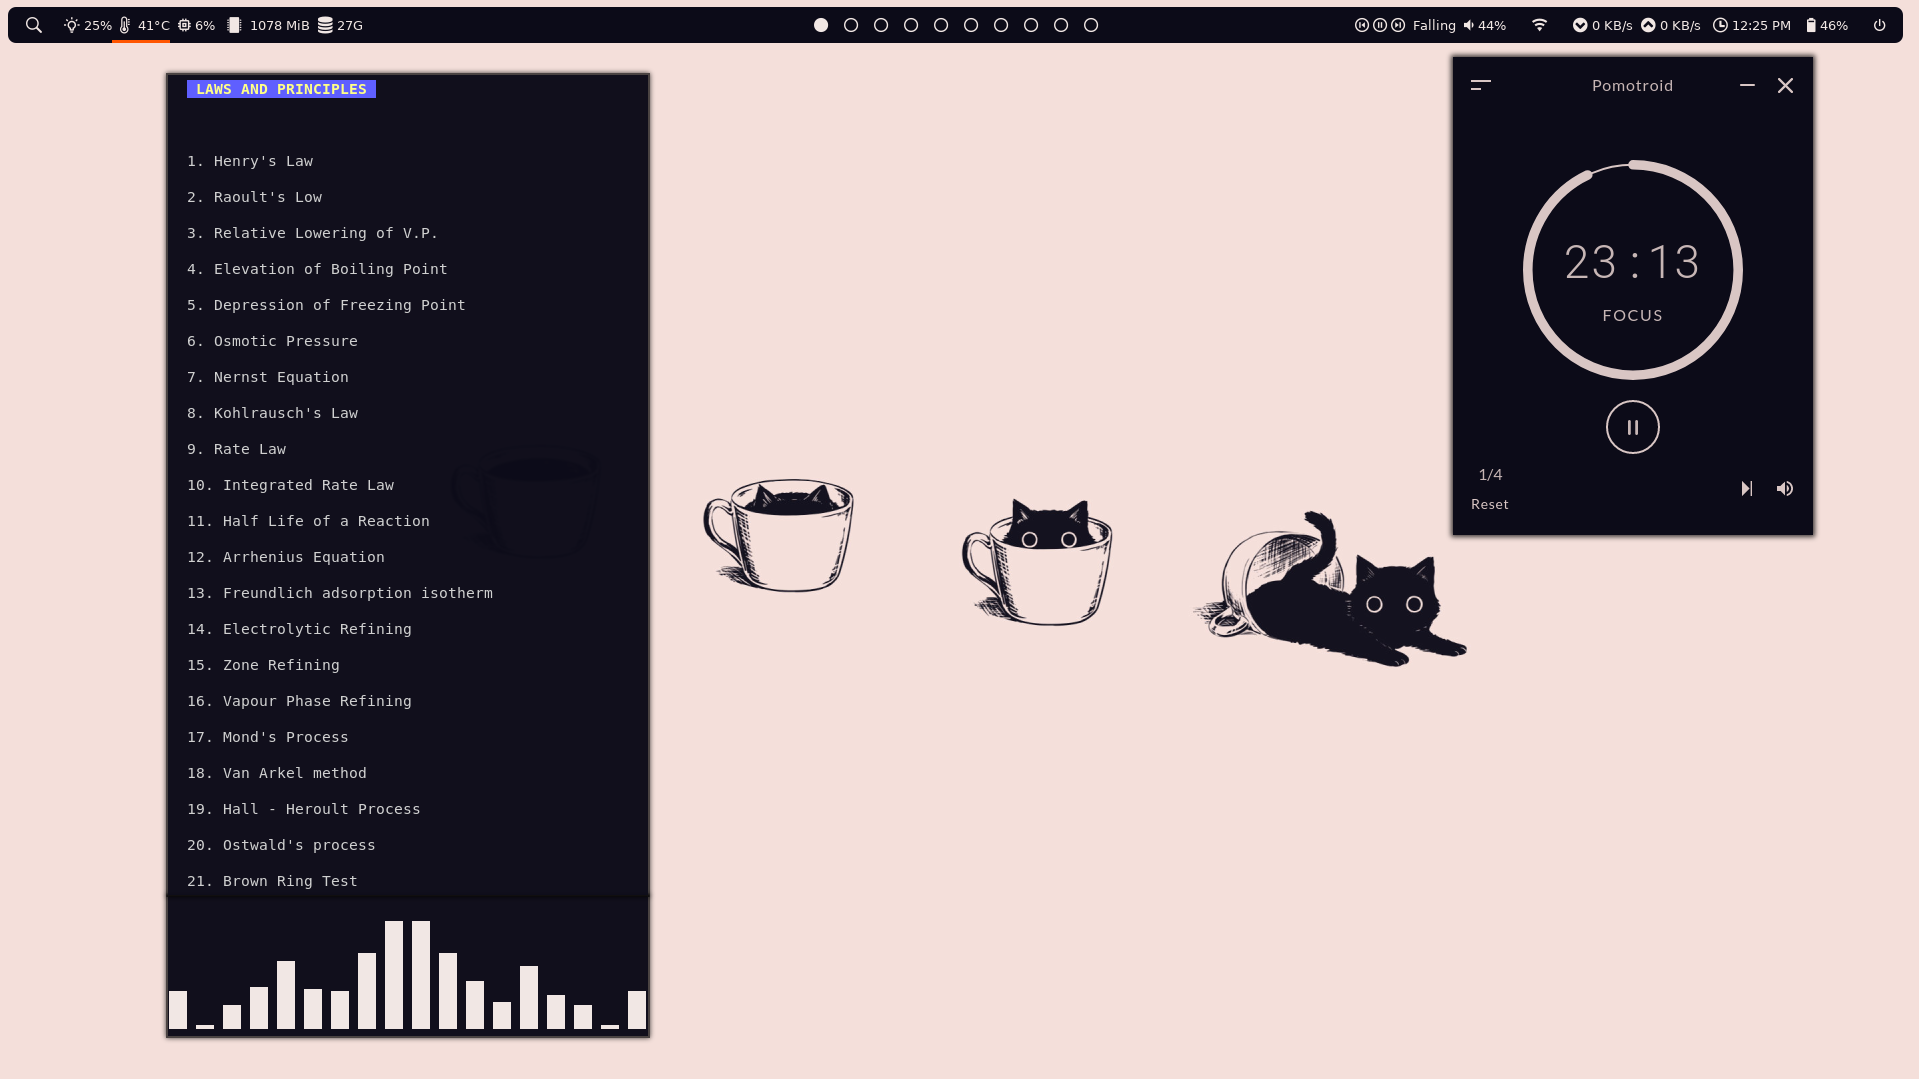 25% 41°C 6% 1078 MiB 27G Falling 44% 0 KB/s 0 KB/s 12:25 PM 46%
LAWS AND PRINCIPLES
1. Henry's Law
2. Raoult's Low
3. Relative Lowering of V.P.
4. Elevation of Boiling Point
5. Depression of Freezing Point
6. Osmotic Pressure
7. Nernst Equation
8. Kohlrausch's Law
9. Rate Law
10. Integrated Rate Law
11. Half Life of a Reaction
12. Arrhenius Equation
13. Freundlich adsorption isotherm
14. Electrolytic Refining
15. Zone Refining
16. Vapour Phase Refining
17. Mond's Process
18. Van Arkel method
19. Hall - Heroult Process
20. Ostwald's process
21. Brown Ring Test
Pomotroid
23:13
FOCUS
1/4
Reset